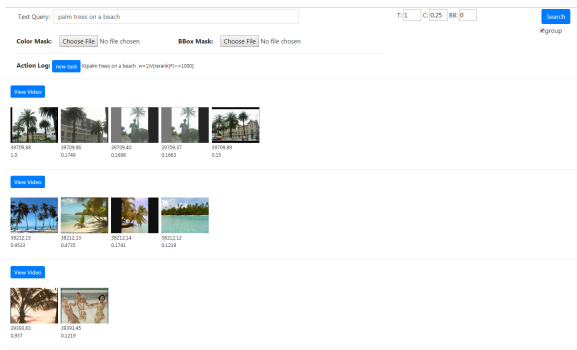 Text Query: palm trees on a beach T: 1 C: 0.25 BB: 0 Search
group
Color Mask: Choose File No file chosen BBox Mask: Choose File No file chosen
Action Log: new task
View Video
39709,88 39709,86 39709,40 39709,37 39709,89
1.0 0.1749 0.1698 0.1663 0.15
View Video
38212,15 38212,13 38212,14 38212,12
0.9533 0.4735 0.1741 0.1219
View Video
39393,83 39393,45
0.937 0.1219